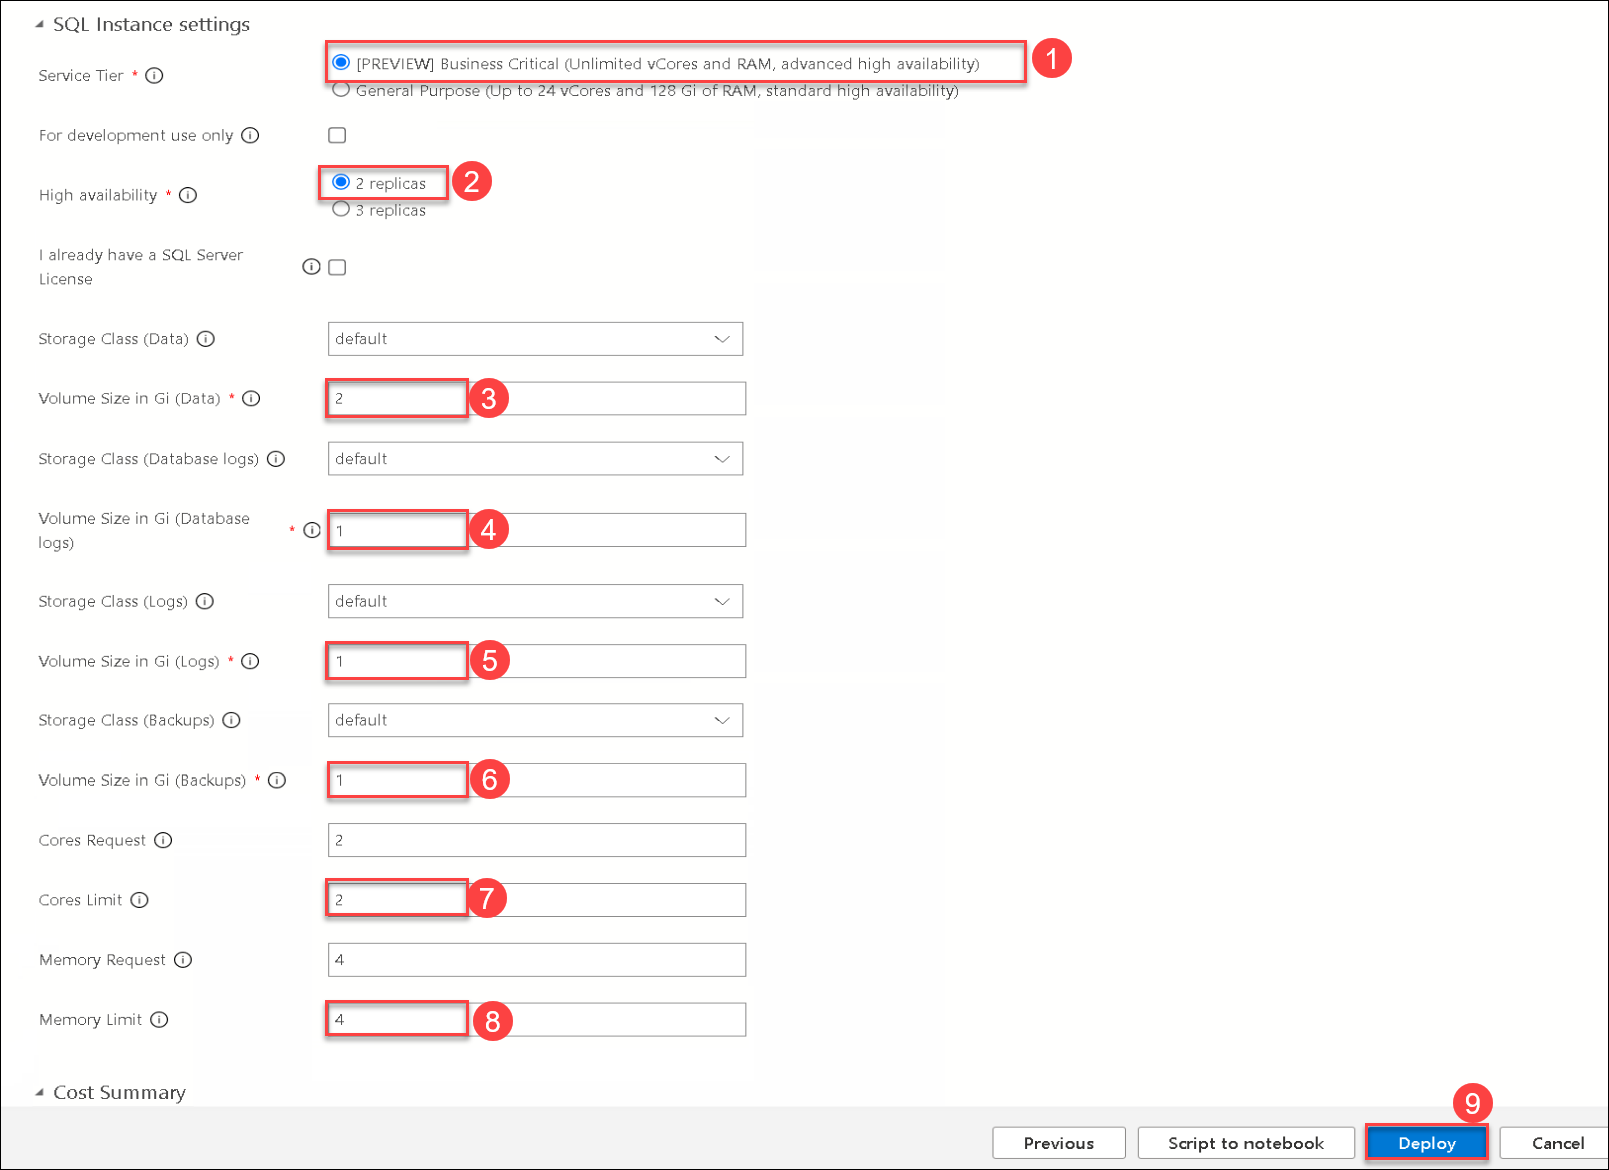 SQL Instance settings
Service Tier *
[PREVIEW] Business Critical (Unlimited vCores and RAM, advanced high availability)
1
General Purpose (Up to 24 vCores and 128 Gi of RAM, standard high availability)
For development use only
High availability *
2 replicas
2
3 replicas
I already have a SQL Server
License
Storage Class (Data)
default
Volume Size in Gi (Data) *
2
3
Storage Class (Database logs)
default
Volume Size in Gi (Database
logs)
*
1
4
Storage Class (Logs)
default
Volume Size in Gi (Logs) *
1
5
Storage Class (Backups)
default
Volume Size in Gi (Backups) *
1
6
Cores Request
2
Cores Limit
2
7
Memory Request
4
Memory Limit
4
8
Cost Summary
9
Previous
Script to notebook
Deploy
Cancel